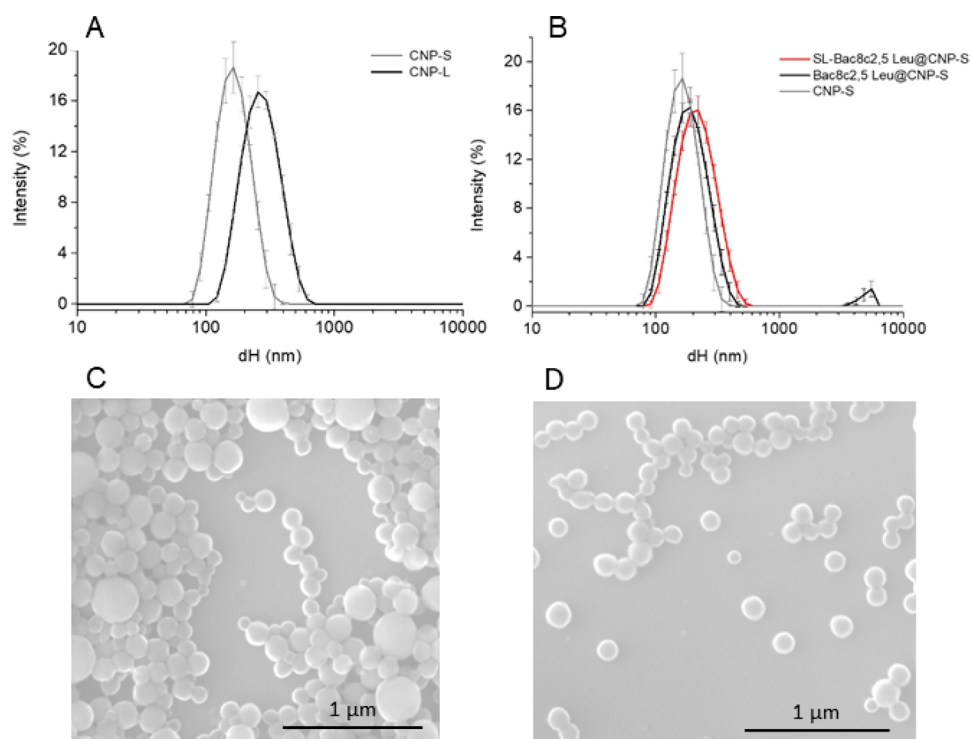 A
20
16
12
8
4
0
Intensity (%)
CNP-S
CNP-L
10
100
1000
10000
dH (nm)
B
20
16
12
8
4
0
Intensity (%)
SL-Bac8c2,5 Leu@CNP-S
Bac8c2,5 Leu@CNP-S
CNP-S
10
100
1000
10000
dH (nm)
C
1 µm
D
1 µm